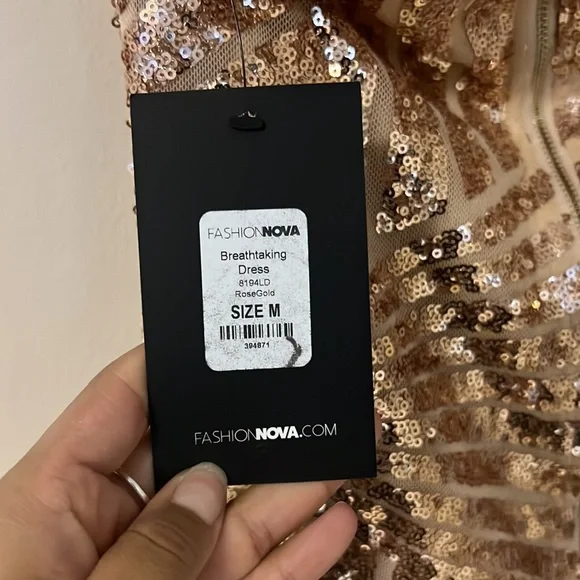 FASHIONNOVA
Breathtaking
Dress
8194LD
RoseGold
SIZE M
394871
FASHIONNOVA.COM